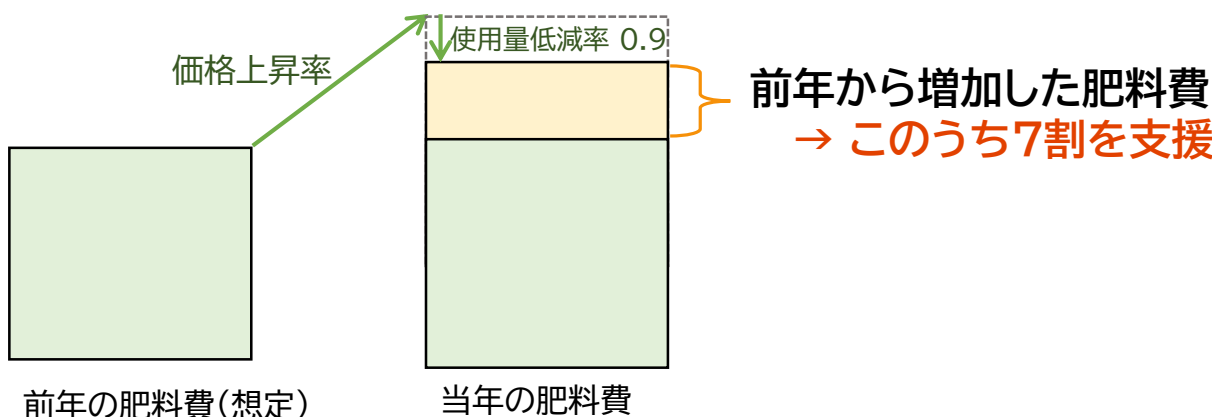 使用量低減率 0.9
価格上昇率
前年から増加した肥料費
→ このうち7割を支援
前年の肥料費(想定)
当年の肥料費